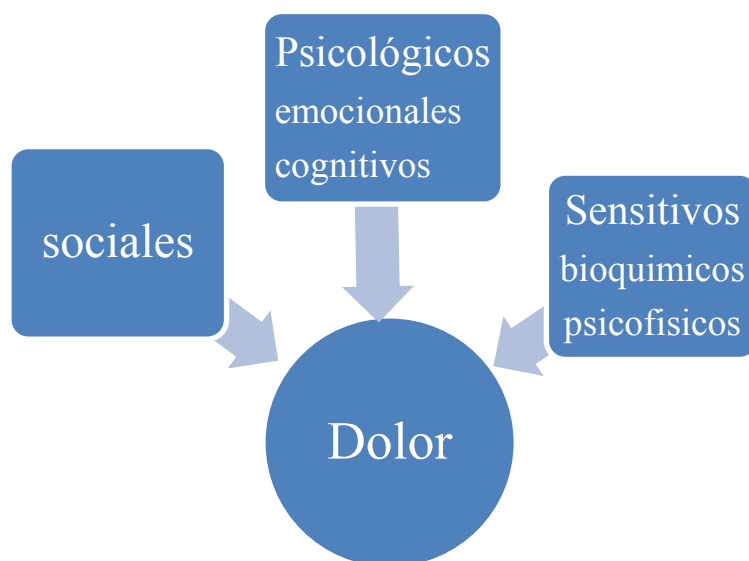 sociales
Psicológicos
emocionales
cognitivos
Sensitivos
bioquimicos
psicofisicos
Dolor